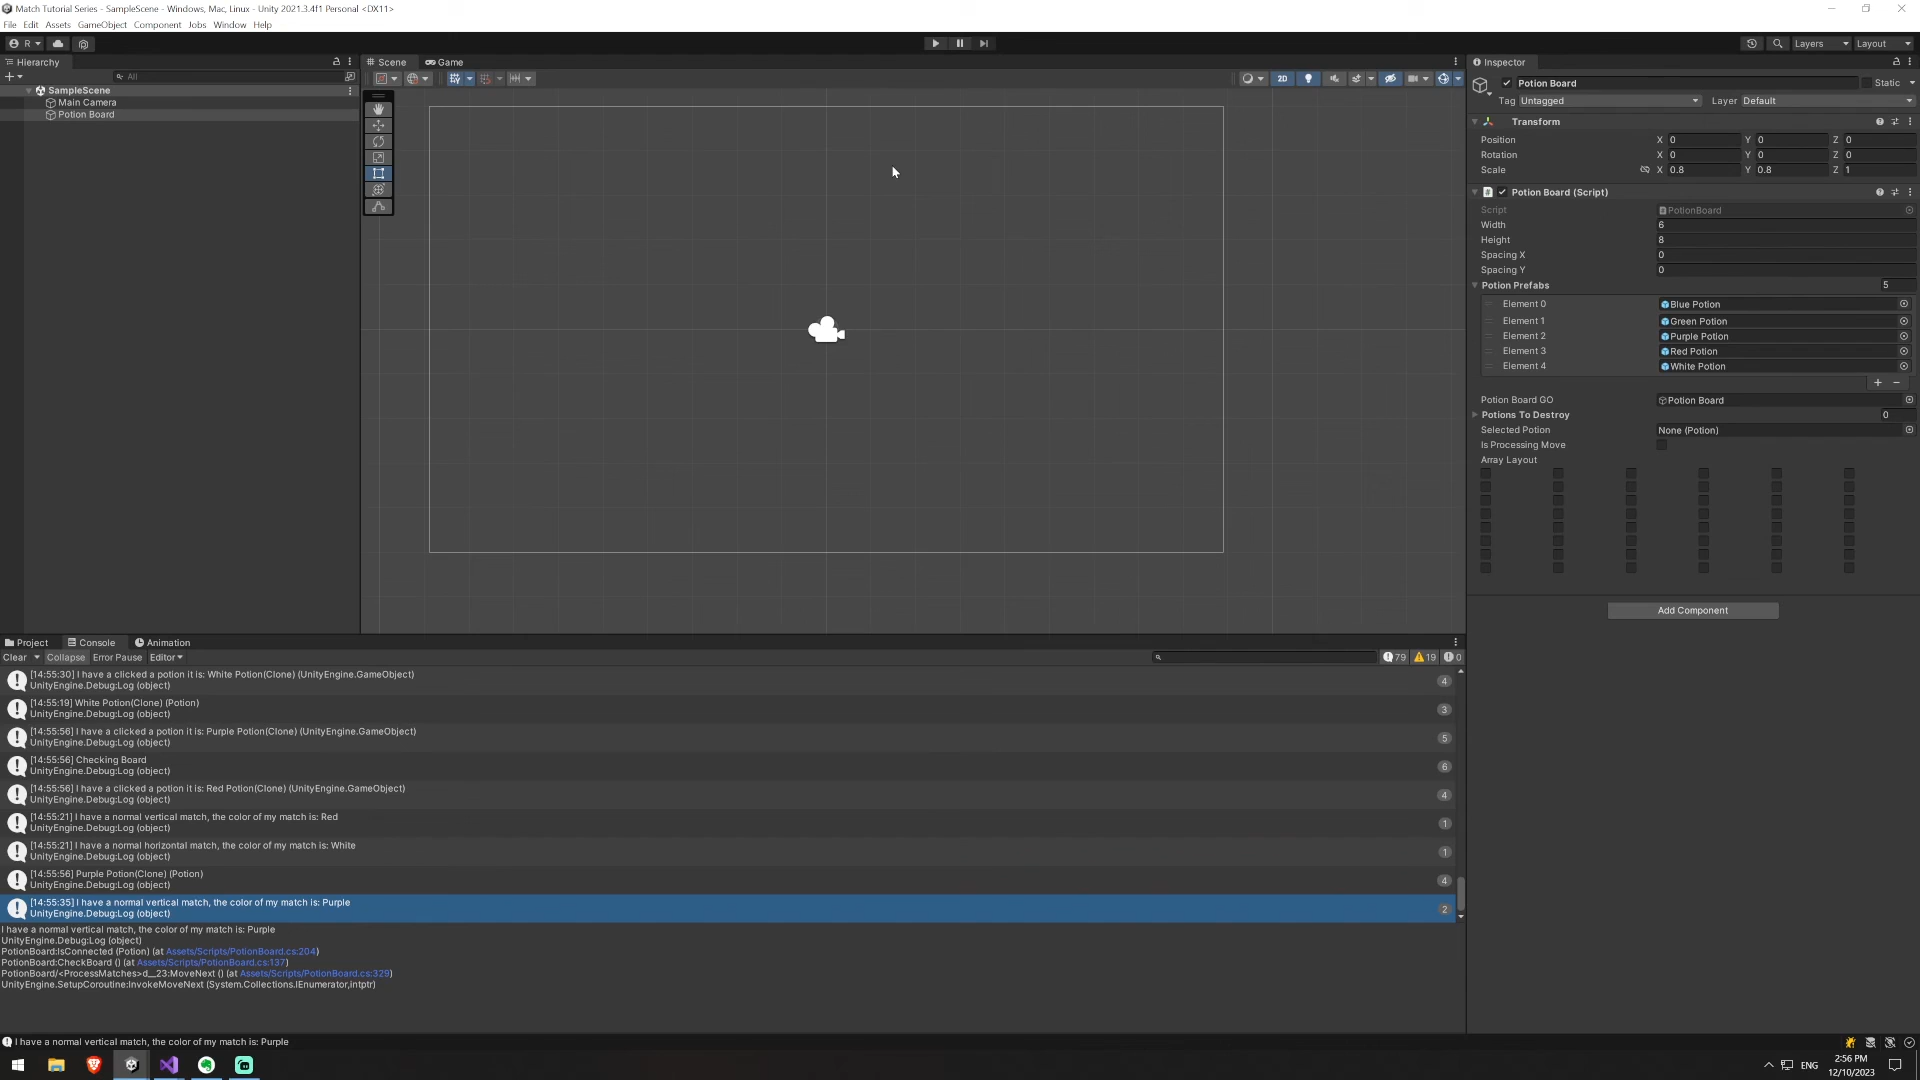 Match Tutorial Series - SampleScene - Windows, Mac, Linux - Unity 2021.3.4f1 Personal <DX11>
File Edit Assets GameObject Component Jobs Window Help
R Layers Layout
Hierarchy
All
SampleScene
Main Camera
Potion Board
Scene Game
2D
Inspector
Potion Board Static
Tag Untagged Layer Default
Transform
Position X 0 Y 0 Z 0
Rotation X 0 Y 0 Z 0
Scale X 0.8 Y 0.8 Z 1
Potion Board (Script)
Script PotionBoard
Width 6
Height 8
Spacing X 0
Spacing Y 0
Potion Prefabs 5
Element 0 Blue Potion
Element 1 Green Potion
Element 2 Purple Potion
Element 3 Red Potion
Element 4 White Potion
Potion Board GO Potion Board
Potions To Destroy 0
Selected Potion None (Potion)
Is Processing Move
Array Layout
Add Component
Project Console Animation
Clear Collapse Error Pause Editor 79 19 0
[14:55:30] I have a clicked a potion it is: White Potion(Clone) (UnityEngine.GameObject)
UnityEngine.Debug:Log (object) 4
[14:55:19] White Potion(Clone) (Potion)
UnityEngine.Debug:Log (object) 3
[14:55:56] I have a clicked a potion it is: Purple Potion(Clone) (UnityEngine.GameObject)
UnityEngine.Debug:Log (object) 5
[14:55:56] Checking Board
UnityEngine.Debug:Log (object) 6
[14:55:56] I have a clicked a potion it is: Red Potion(Clone) (UnityEngine.GameObject)
UnityEngine.Debug:Log (object) 4
[14:55:21] I have a normal vertical match, the color of my match is: Red
UnityEngine.Debug:Log (object) 1
[14:55:21] I have a normal horizontal match, the color of my match is: White
UnityEngine.Debug:Log (object) 1
[14:55:56] Purple Potion(Clone) (Potion)
UnityEngine.Debug:Log (object) 4
[14:55:35] I have a normal vertical match, the color of my match is: Purple
UnityEngine.Debug:Log (object) 2
I have a normal vertical match, the color of my match is: Purple
UnityEngine.Debug:Log (object)
PotionBoard:IsConnected (Potion) (at Assets/Scripts/PotionBoard.cs:204)
PotionBoard:CheckBoard () (at Assets/Scripts/PotionBoard.cs:137)
PotionBoard/<ProcessMatches>d__23:MoveNext () (at Assets/Scripts/PotionBoard.cs:329)
UnityEngine.SetupCoroutine:InvokeMoveNext (System.Collections.IEnumerator,intptr)
I have a normal vertical match, the color of my match is: Purple
ENG 2:56 PM
12/10/2023